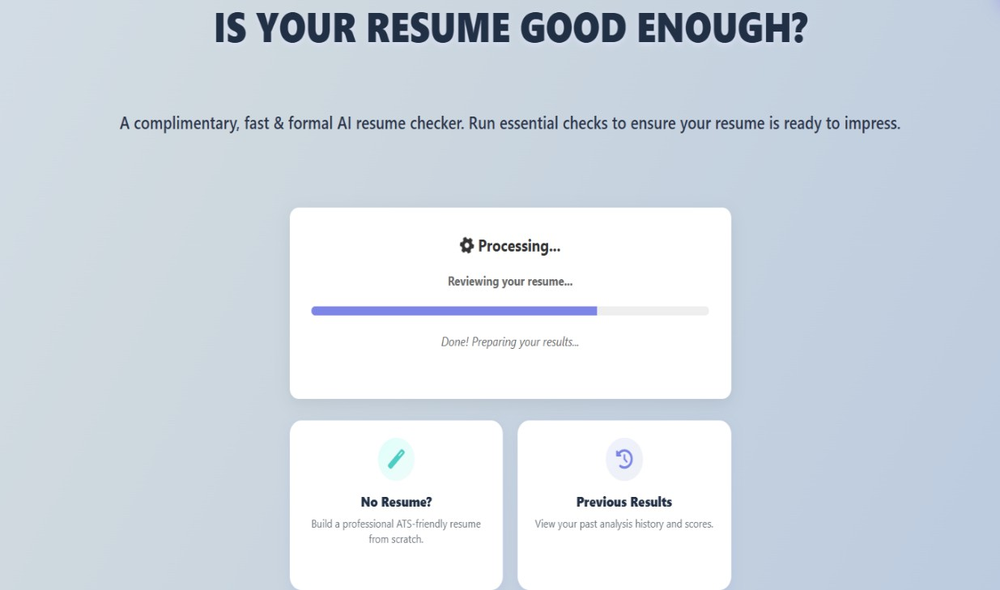 IS YOUR RESUME GOOD ENOUGH?
A complimentary, fast & formal AI resume checker. Run essential checks to ensure your resume is ready to impress.
Processing...
Reviewing your resume...
Done! Preparing your results...
No Resume?
Build a professional ATS-friendly resume
from scratch.
Previous Results
View your past analysis history and scores.